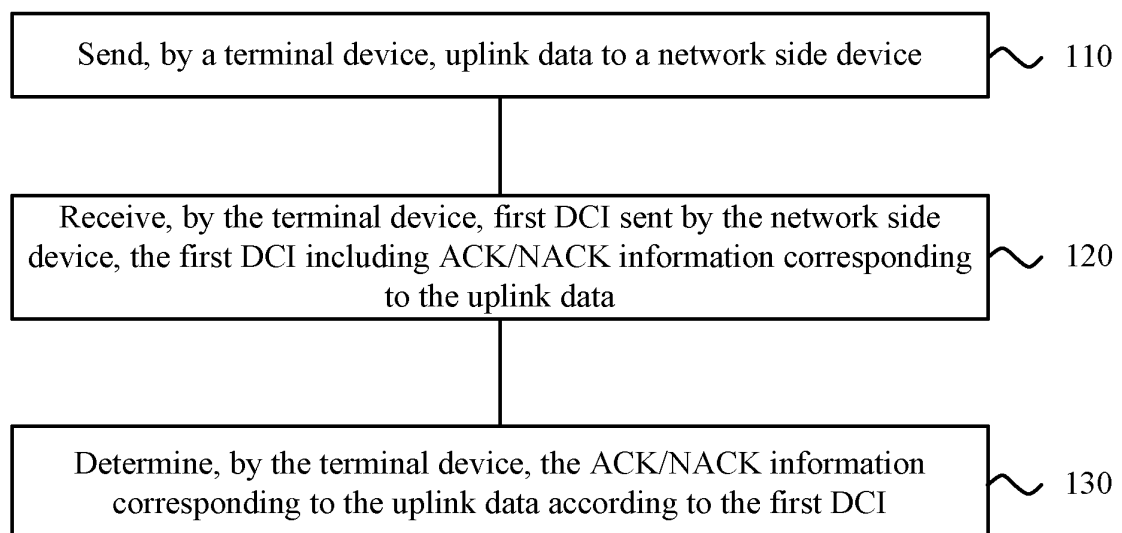 Send, by a terminal device, uplink data to a network side device
110
Receive, by the terminal device, first DCI sent by the network side
device, the first DCI including ACK/NACK information corresponding
to the uplink data
120
Determine, by the terminal device, the ACK/NACK information
corresponding to the uplink data according to the first DCI
130